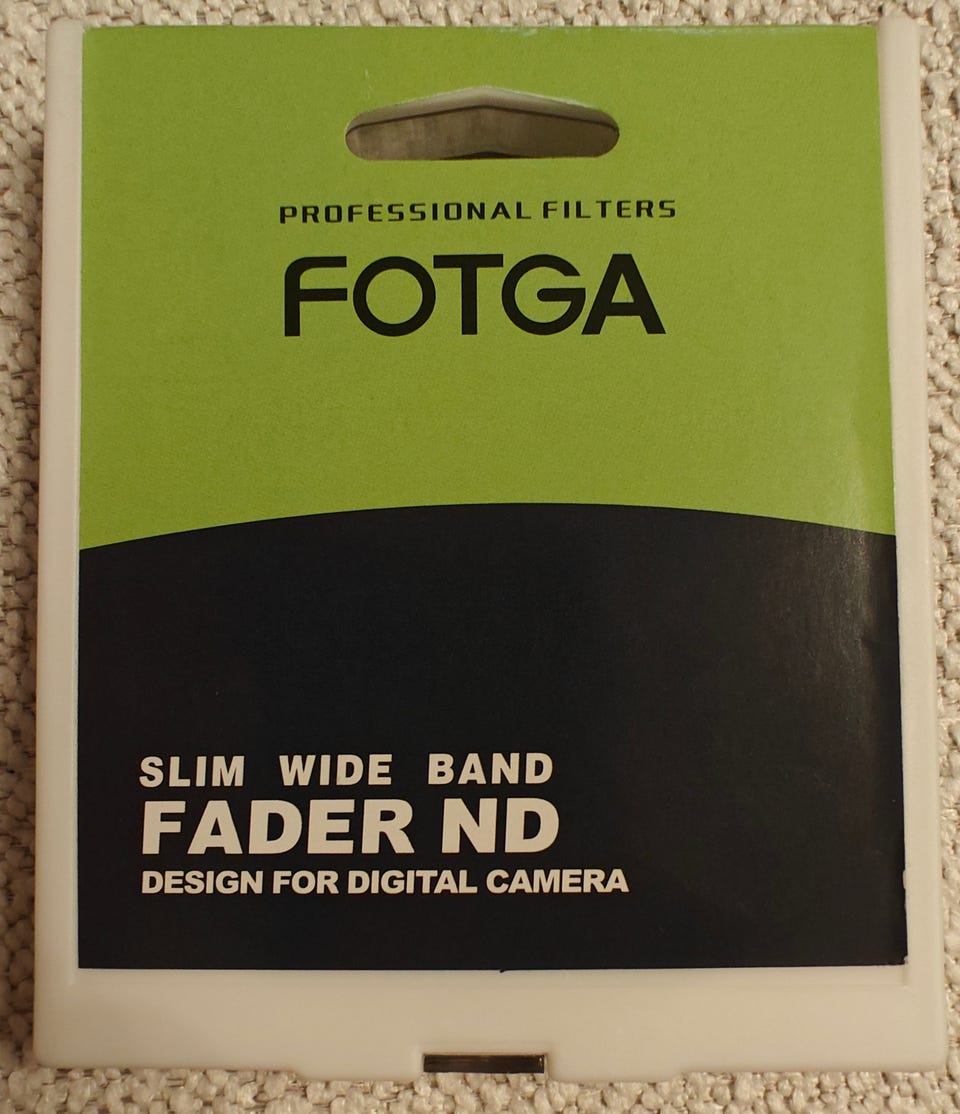 PROFESSIONAL FILTERS
FOTGA
SLIM WIDE BAND
FADER ND
DESIGN FOR DIGITAL CAMERA